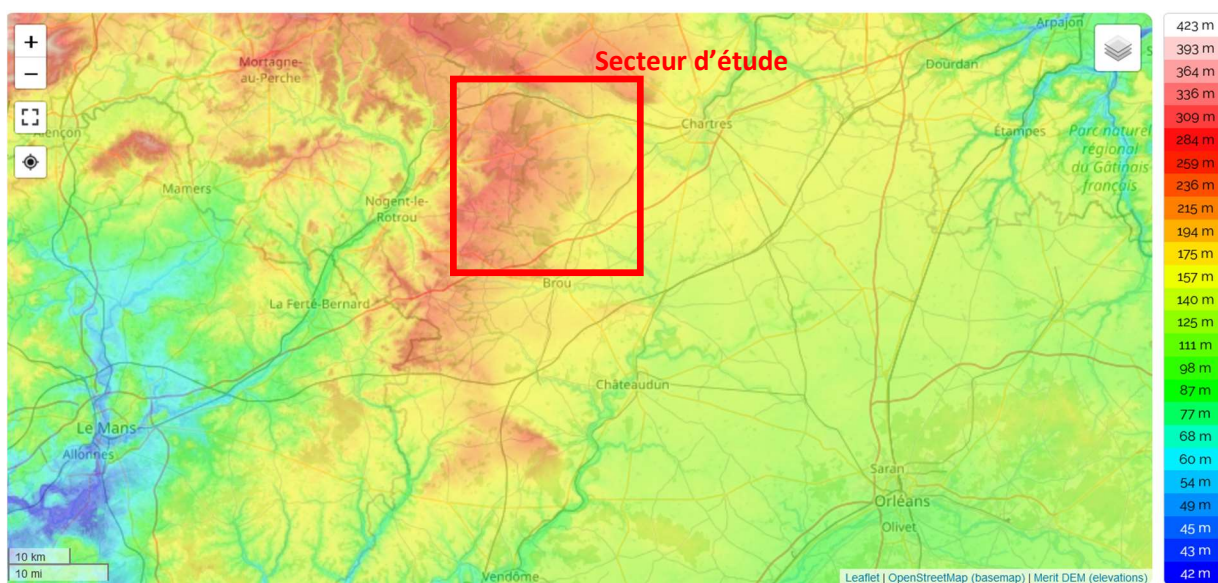 +
−
Secteur d’étude
Arpajon
Mortagne-
au-Perche
Dourdan
Chartres
Alençon
Étampes
Parc naturel
régional
du Gâtinais
français
Mamers
Nogent-le-
Rotrou
Brou
La Ferté-Bernard
Châteaudun
Le Mans
Allonnes
Saran
Orléans
Olivet
Vendôme
10 km
10 mi
Leaflet | OpenStreetMap (basemap) | Merit DEM (elevations)
423 m
393 m
364 m
336 m
309 m
284 m
259 m
236 m
215 m
194 m
175 m
157 m
140 m
125 m
111 m
98 m
87 m
77 m
68 m
60 m
54 m
49 m
45 m
43 m
42 m